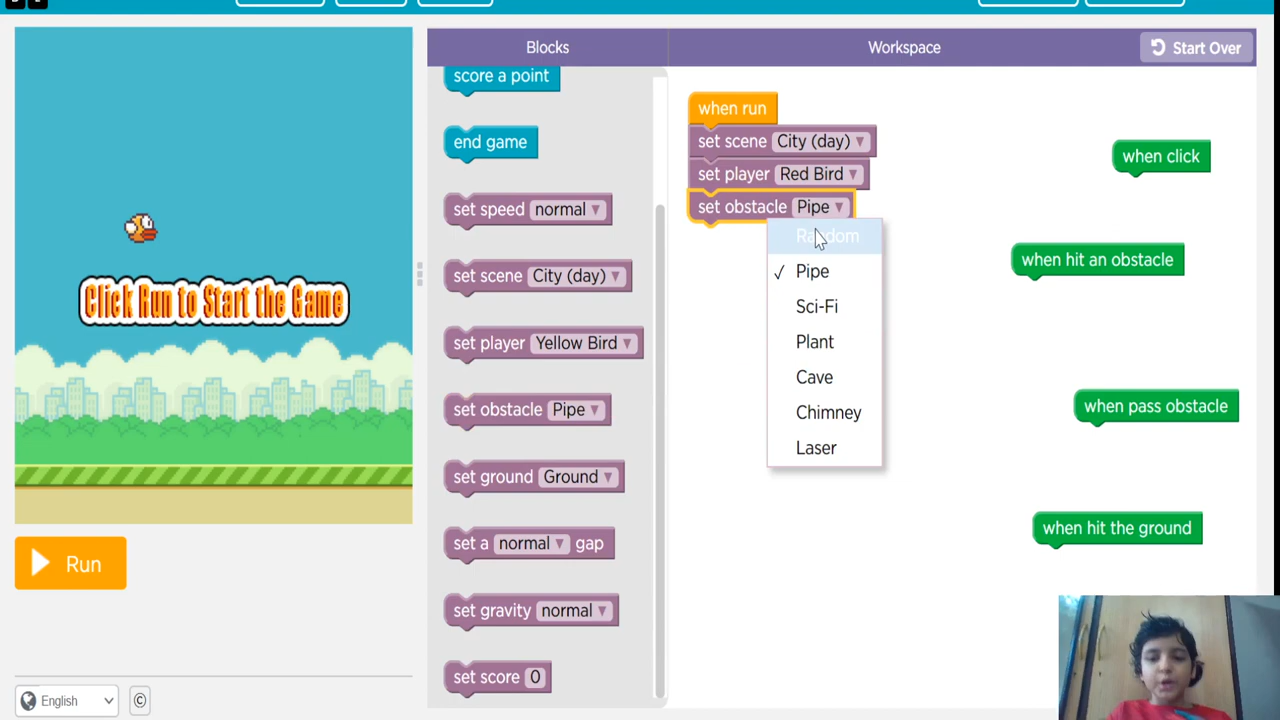 Blocks
Workspace
Start Over
Click Run to Start the Game
Run
English
©
score a point
end game
set speed normal
set scene City (day)
set player Yellow Bird
set obstacle Pipe
set ground Ground
set a normal gap
set gravity normal
set score 0
when run
set scene City (day)
set player Red Bird
set obstacle Pipe
Random
✓ Pipe
Sci-Fi
Plant
Cave
Chimney
Laser
when click
when hit an obstacle
when pass obstacle
when hit the ground